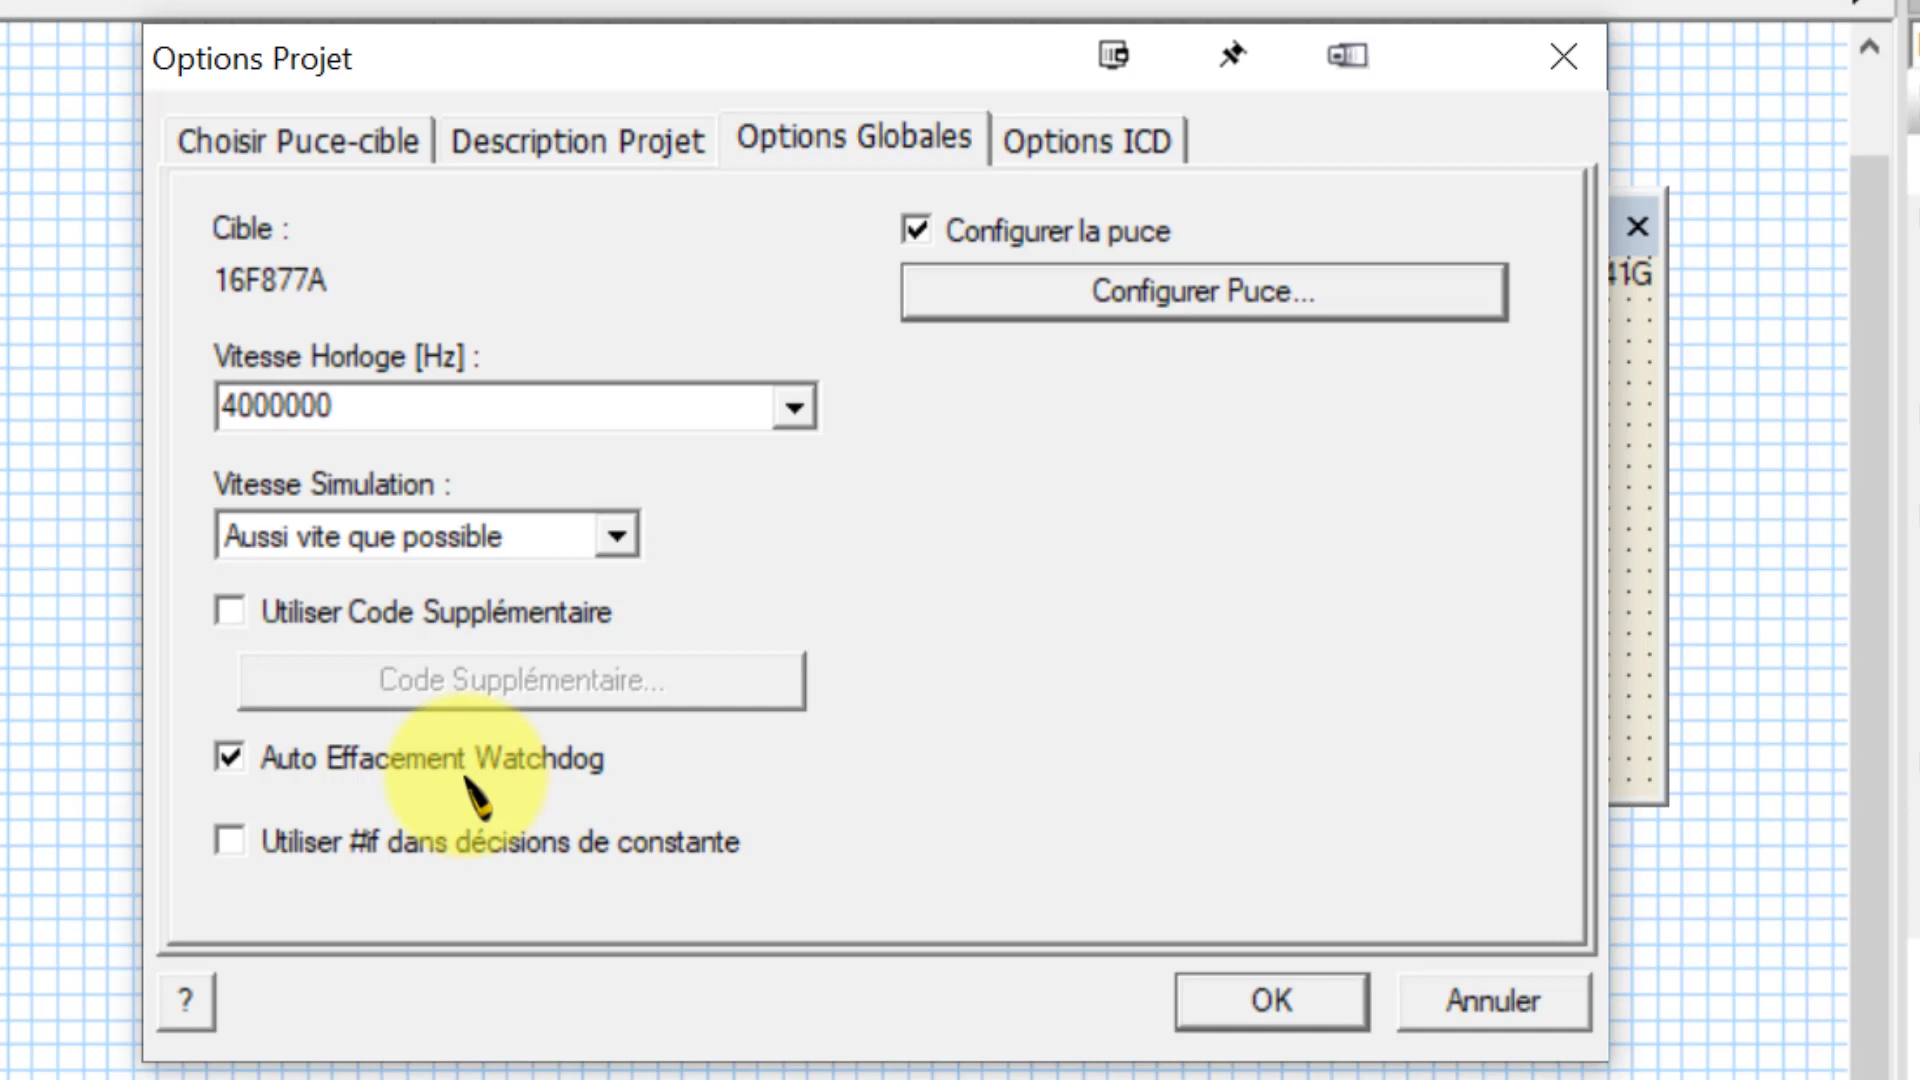 Options Projet
Choisir Puce-cible
Description Projet
Options Globales
Options ICD
Cible :
16F877A
Configurer la puce
Configurer Puce...
Vitesse Horloge [Hz] :
4000000
Vitesse Simulation :
Aussi vite que possible
Utiliser Code Supplémentaire
Code Supplémentaire...
Auto Effacement Watchdog
Utiliser #if dans décisions de constante
?
OK
Annuler